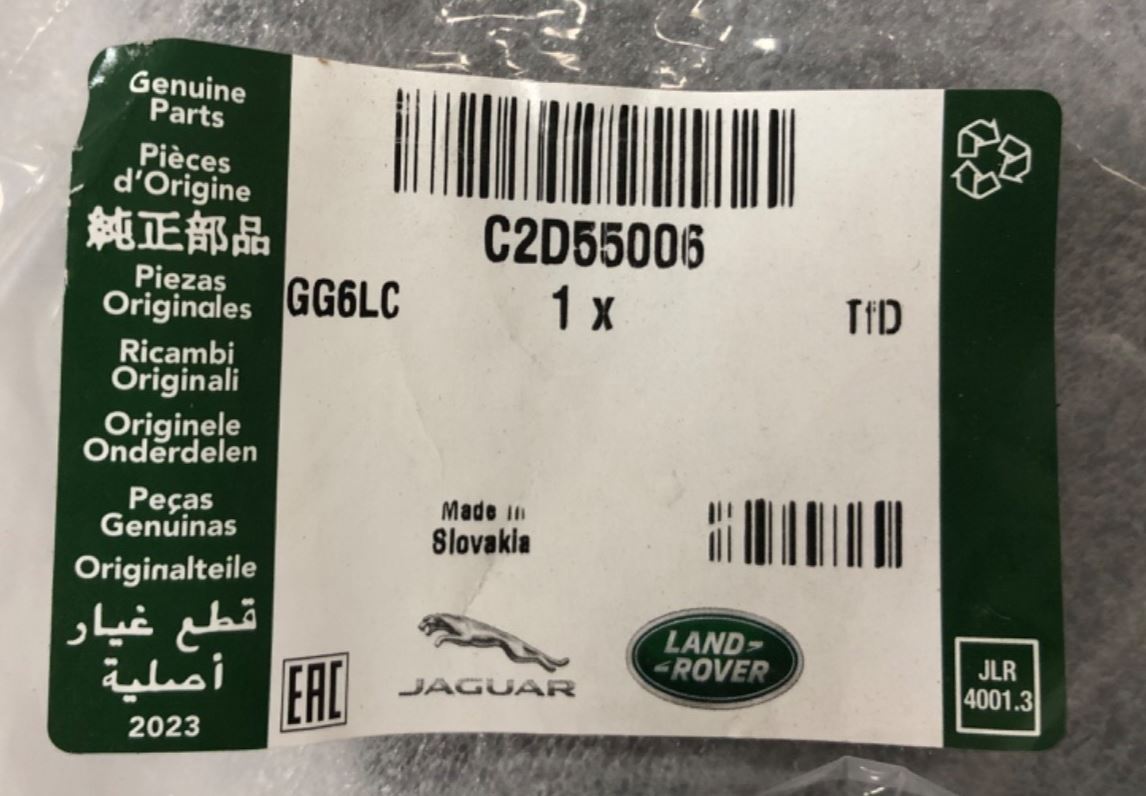 Genuine
Parts
Pièces
d'Origine
純正部品
Piezas
Originales
Ricambi
Originali
Originele
Onderdelen
Peças
Genuinas
Originalteile
قطع غيار
أصلية
2023
C2D55006
GG6LC 1 x TfD
Made in
Slovakia
EAC
JAGUAR
LAND
ROVER
JLR
4001.3